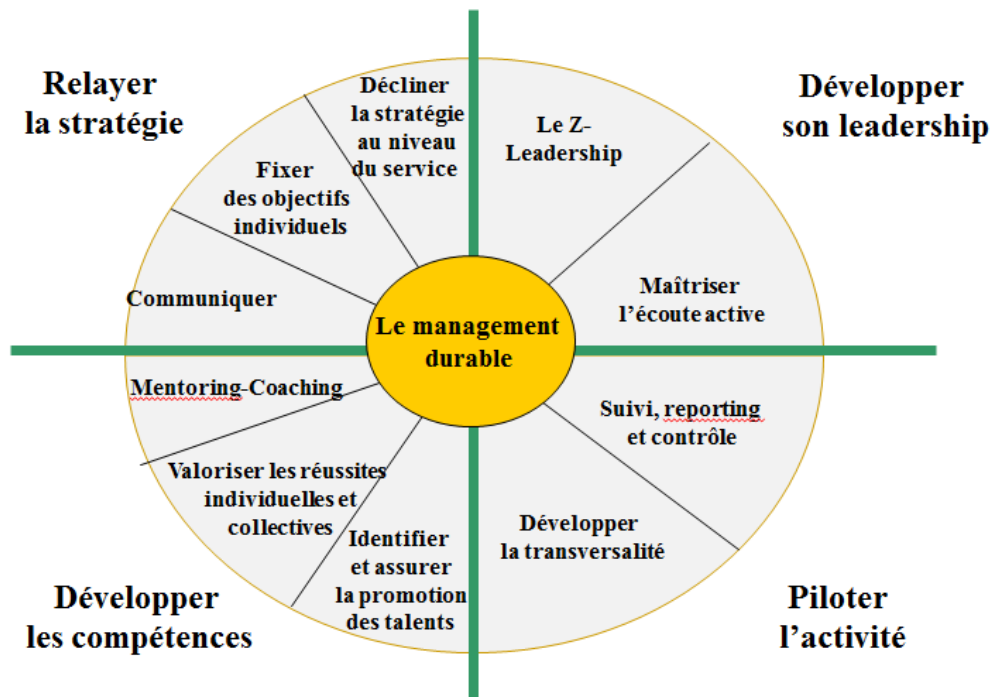 Relayer
la stratégie
Décliner
la stratégie
au niveau
du service
Fixer
des objectifs
individuels
Communiquer
Le Z-
Leadership
Développer
son leadership
Maîtriser
l’écoute active
Le management
durable
Mentoring-Coaching
Valoriser les réussites
individuelles et
collectives
Identifier
et assurer
la promotion
des talents
Développer
les compétences
Suivi, reporting
et contrôle
Développer
la transversalité
Piloter
l’activité